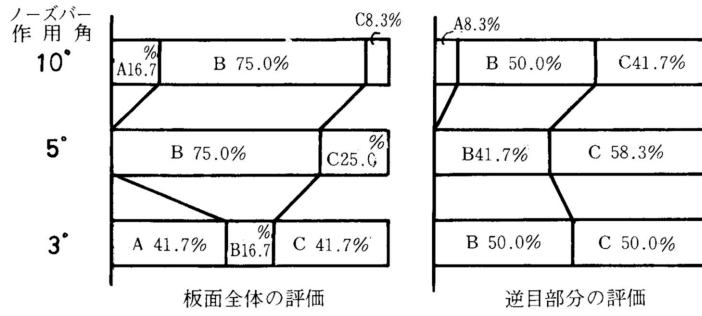 ノーズバー
作用角
C8.3%
A8.3%
10°
%
A16.7
B 75.0%
B 50.0%
C41.7%
5°
B 75.0%
%
C25.0
B41.7%
C 58.3%
3°
A 41.7%
%
B16.7
C 41.7%
B 50.0%
C 50.0%
板面全体の評価
逆目部分の評価